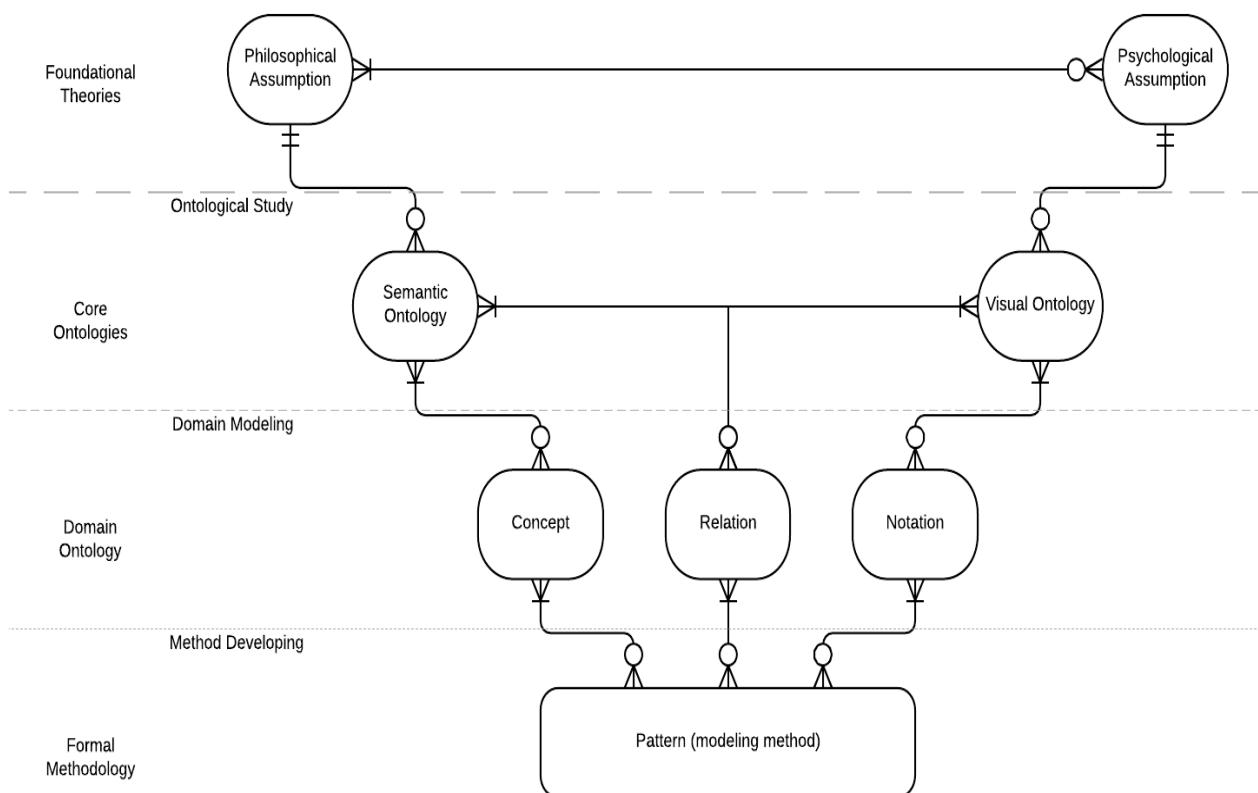 Foundational
Theories
Philosophical
Assumption
Psychological
Assumption
Ontological Study
Core
Ontologies
Semantic
Ontology
Visual Ontology
Domain Modeling
Domain
Ontology
Concept
Relation
Notation
Method Developing
Formal
Methodology
Pattern (modeling method)